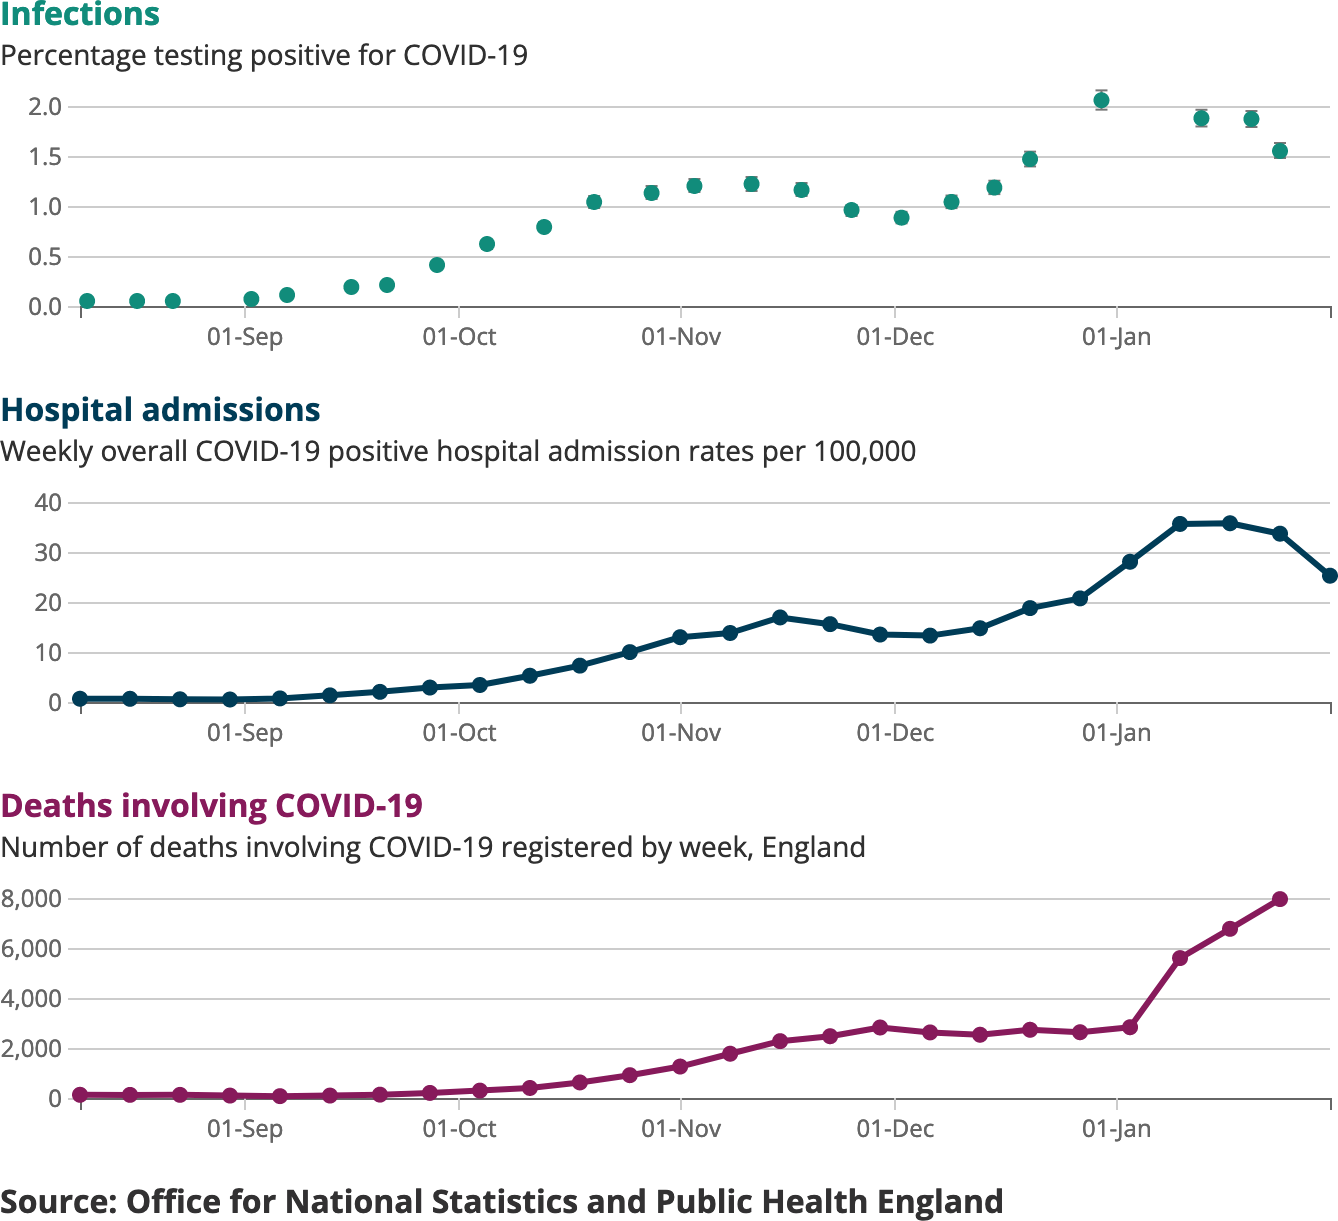 Infections
Percentage testing positive for COVID-19
2.0
1.5
1.0
0.5
0.0
01-Sep 01-Oct 01-Nov 01-Dec 01-Jan
Hospital admissions
Weekly overall COVID-19 positive hospital admission rates per 100,000
40
30
20
10
0
01-Sep 01-Oct 01-Nov 01-Dec 01-Jan
Deaths involving COVID-19
Number of deaths involving COVID-19 registered by week, England
8,000
6,000
4,000
2,000
0
01-Sep 01-Oct 01-Nov 01-Dec 01-Jan
Source: Office for National Statistics and Public Health England